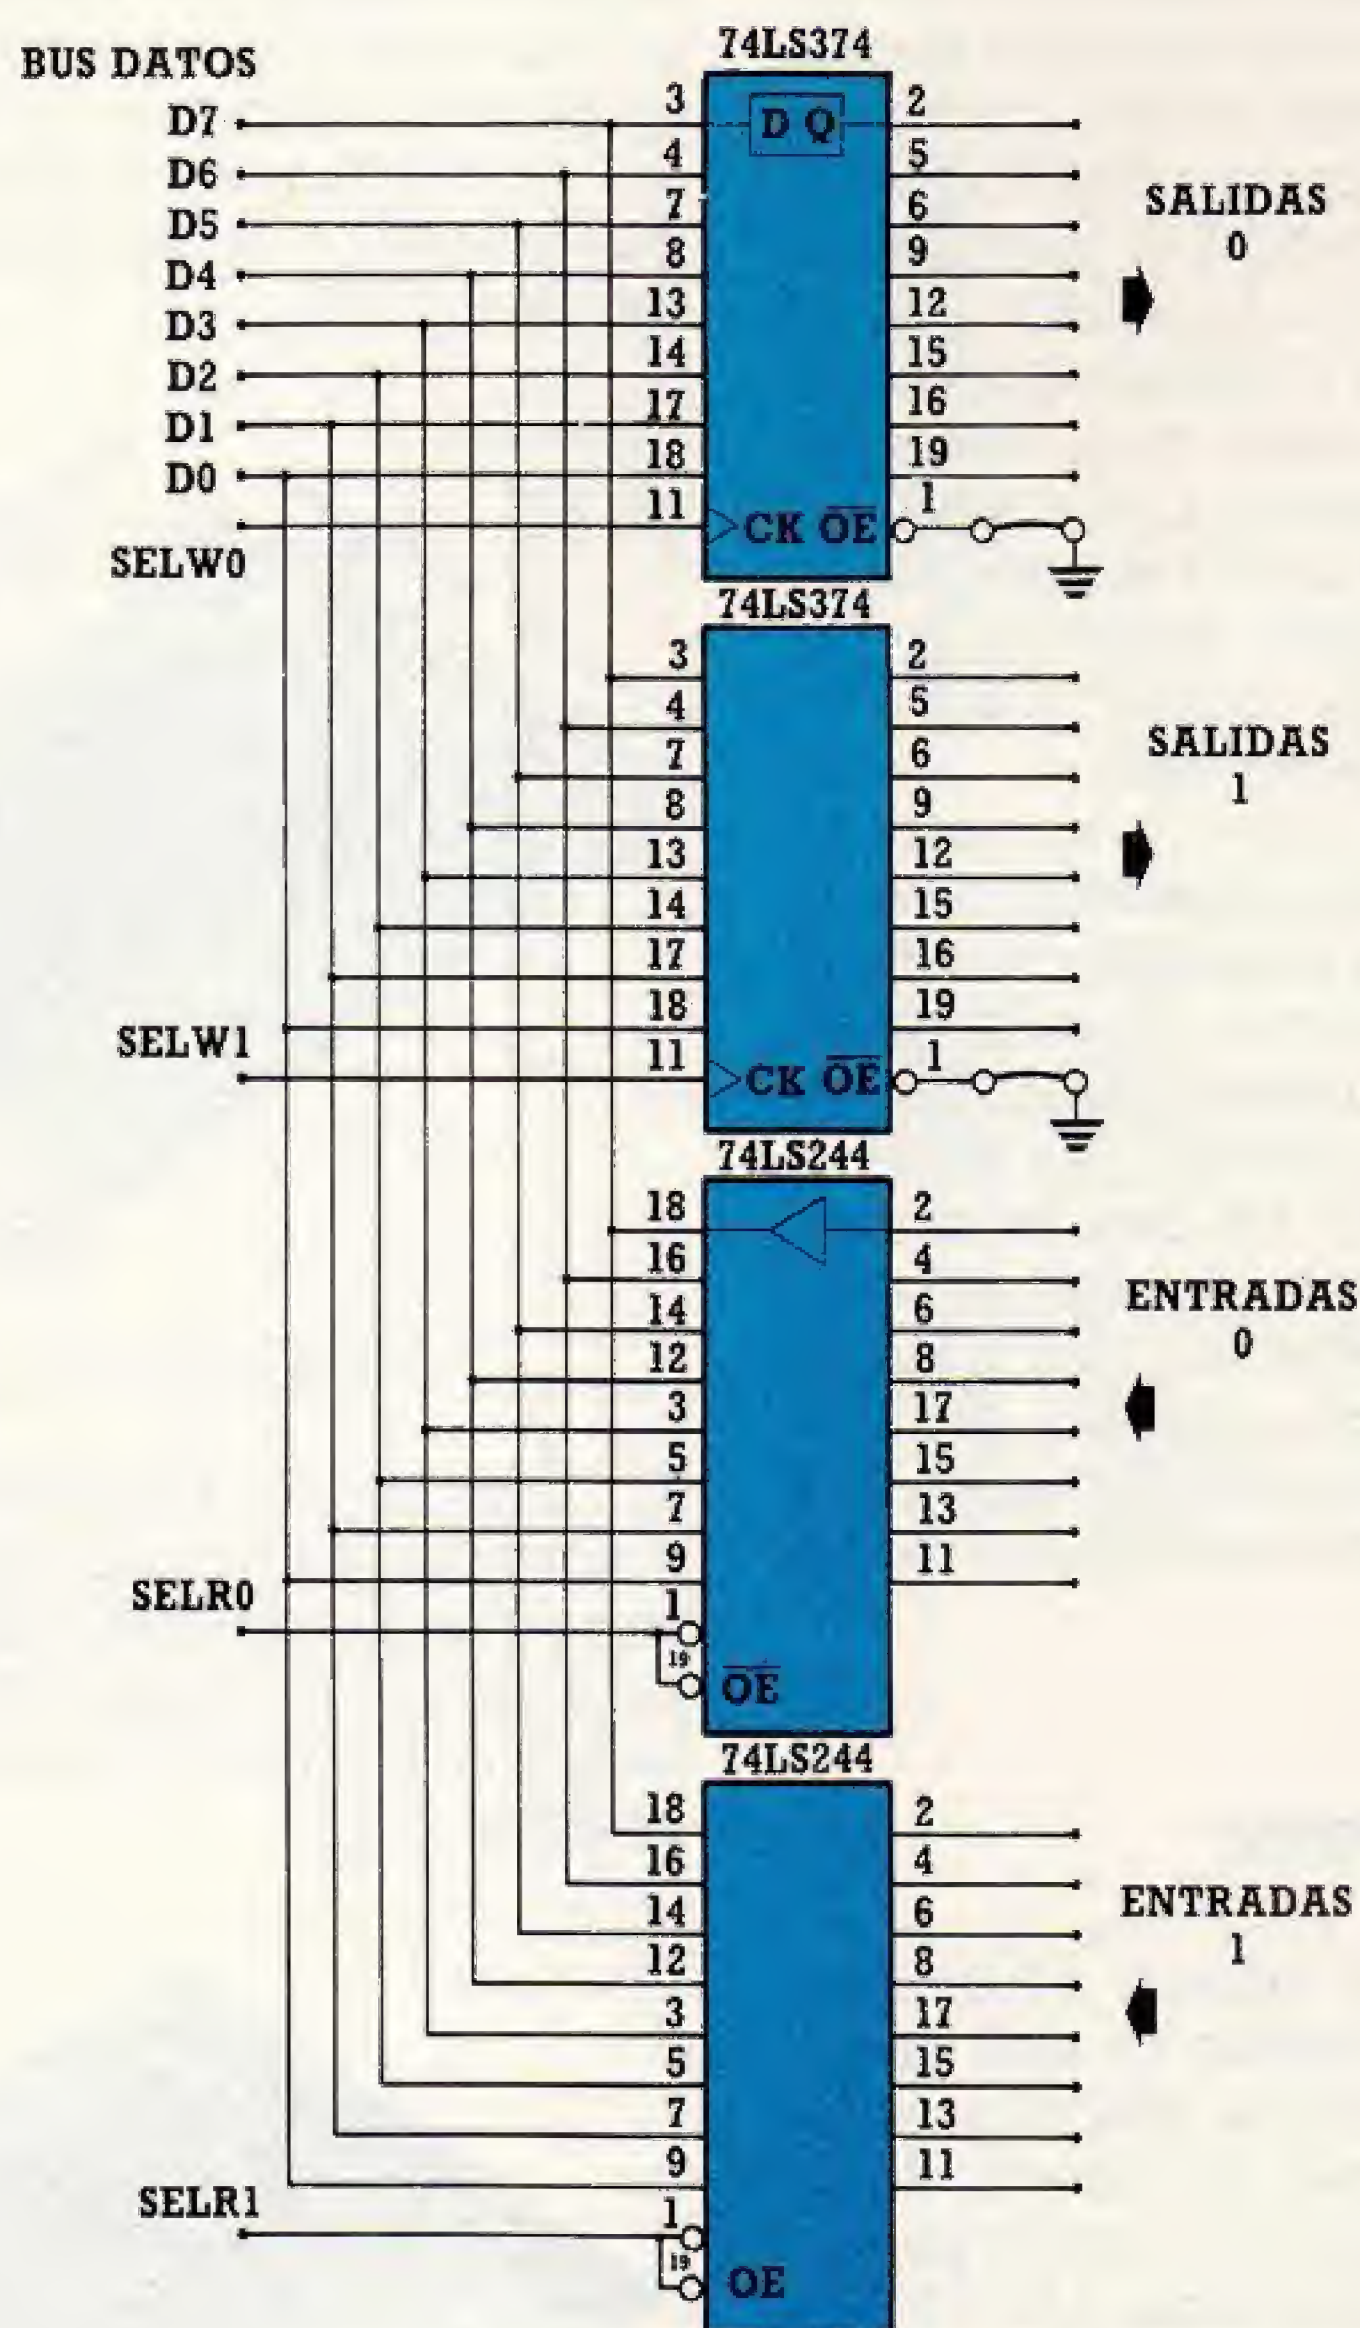 74LS374
BUS DATOS
D7 3 D Q 2
D6 4 5
D5 7 6
SALIDAS
0
D4 8 9
D3 13 12
D2 14 15
D1 17 16
D0 18 19
11 CK OE 1
SELW0
74LS374
3 2
4 5
7 6
SALIDAS
1
8 9
13 12
14 15
17 16
18 19
SELW1
11 CK OE 1
74LS244
18 2
16 4
ENTRADAS
0
14 6
12 8
3 17
5 15
7 13
9 11
SELR0
1
19
OE
74LS244
18 2
16 4
ENTRADAS
1
14 6
12 8
3 17
5 15
7 13
9 11
SELR1
1
19
OE